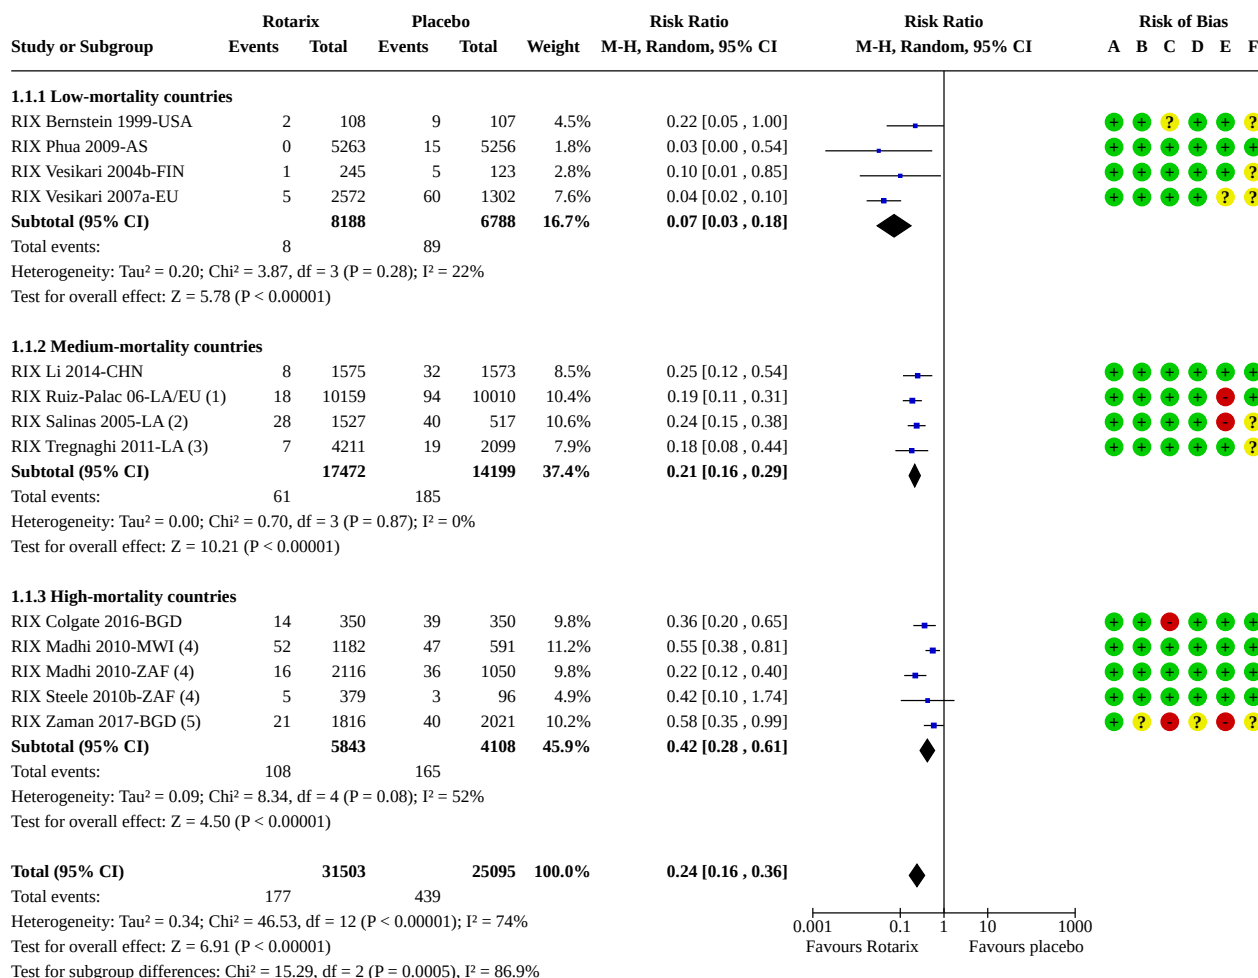 Rotarix Placebo Risk Ratio Risk Ratio Risk of Bias
Study or Subgroup Events Total Events Total Weight M-H, Random, 95% CI M-H, Random, 95% CI A B C D E F
1.1.1 Low-mortality countries
RIX Bernstein 1999-USA 2 108 9 107 4.5% 0.22 [0.05 , 1.00] + + ? + + ?
RIX Phua 2009-AS 0 5263 15 5256 1.8% 0.03 [0.00 , 0.54] + + + + + +
RIX Vesikari 2004b-FIN 1 245 5 123 2.8% 0.10 [0.01 , 0.85] + + + + + ?
RIX Vesikari 2007a-EU 5 2572 60 1302 7.6% 0.04 [0.02 , 0.10] + + + + ? ?
Subtotal (95% CI) 8188 6788 16.7% 0.07 [0.03 , 0.18]
Total events: 8 89
Heterogeneity: Tau² = 0.20; Chi² = 3.87, df = 3 (P = 0.28); I² = 22%
Test for overall effect: Z = 5.78 (P < 0.00001)
1.1.2 Medium-mortality countries
RIX Li 2014-CHN 8 1575 32 1573 8.5% 0.25 [0.12 , 0.54] + + + + + +
RIX Ruiz-Palac 06-LA/EU (1) 18 10159 94 10010 10.4% 0.19 [0.11 , 0.31] + + + + - +
RIX Salinas 2005-LA (2) 28 1527 40 517 10.6% 0.24 [0.15 , 0.38] + + + + - ?
RIX Tregnaghi 2011-LA (3) 7 4211 19 2099 7.9% 0.18 [0.08 , 0.44] + + + + + ?
Subtotal (95% CI) 17472 14199 37.4% 0.21 [0.16 , 0.29]
Total events: 61 185
Heterogeneity: Tau² = 0.00; Chi² = 0.70, df = 3 (P = 0.87); I² = 0%
Test for overall effect: Z = 10.21 (P < 0.00001)
1.1.3 High-mortality countries
RIX Colgate 2016-BGD 14 350 39 350 9.8% 0.36 [0.20 , 0.65] + + - + + +
RIX Madhi 2010-MWI (4) 52 1182 47 591 11.2% 0.55 [0.38 , 0.81] + + + + + +
RIX Madhi 2010-ZAF (4) 16 2116 36 1050 9.8% 0.22 [0.12 , 0.40] + + + + + +
RIX Steele 2010b-ZAF (4) 5 379 3 96 4.9% 0.42 [0.10 , 1.74] + + + + + +
RIX Zaman 2017-BGD (5) 21 1816 40 2021 10.2% 0.58 [0.35 , 0.99] + ? - ? - ?
Subtotal (95% CI) 5843 4108 45.9% 0.42 [0.28 , 0.61]
Total events: 108 165
Heterogeneity: Tau² = 0.09; Chi² = 8.34, df = 4 (P = 0.08); I² = 52%
Test for overall effect: Z = 4.50 (P < 0.00001)
Total (95% CI) 31503 25095 100.0% 0.24 [0.16 , 0.36]
Total events: 177 439
Heterogeneity: Tau² = 0.34; Chi² = 46.53, df = 12 (P < 0.00001); I² = 74%
0.001 0.1 1 10 1000
Test for overall effect: Z = 6.91 (P < 0.00001) Favours Rotarix Favours placebo
Test for subgroup differences: Chi² = 15.29, df = 2 (P = 0.0005), I² = 86.9%